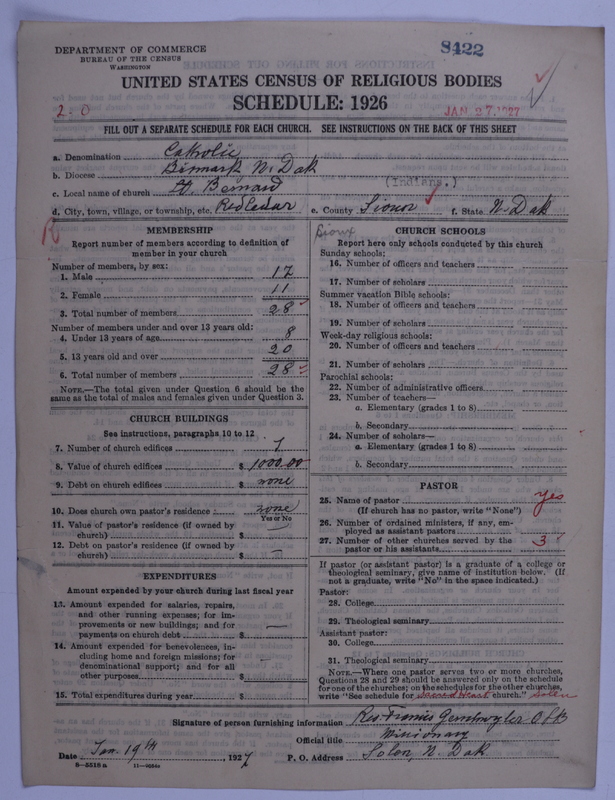 8422
DEPARTMENT OF COMMERCE
BUREAU OF THE CENSUS
WASHINGTON
UNITED STATES CENSUS OF RELIGIOUS BODIES
SCHEDULE: 1926
2-0
JAN 27 1927
FILL OUT A SEPARATE SCHEDULE FOR EACH CHURCH. SEE INSTRUCTIONS ON THE BACK OF THIS SHEET
a. Denomination Catholic
b. Diocese Bismark N. Dak
c. Local name of church St. Bernard (Indians.)
d. City, town, village, or township, etc. Red Cedar e. County Sioux f. State N. Dak
Sioux
MEMBERSHIP
Report number of members according to definition of
member in your church
Number of members, by sex:
1. Male 17
2. Female 11
3. Total number of members 28
Number of members under and over 13 years old:
4. Under 13 years of age 8
5. 13 years old and over 20
6. Total number of members 28
NOTE.—The total given under Question 6 should be the
same as the total of males and females given under Question 3.
CHURCH BUILDINGS
See instructions, paragraphs 10 to 12
7. Number of church edifices 1
8. Value of church edifices $ 1000.00
9. Debt on church edifices $ none
10. Does church own pastor's residence none
Yes or No
11. Value of pastor's residence (if owned by
church) $ —
12. Debt on pastor's residence (if owned by
church) $ —
EXPENDITURES
Amount expended by your church during last fiscal year
13. Amount expended for salaries, repairs,
and other running expenses; for im-
provements or new buildings; and for
payments on church debt $ —
14. Amount expended for benevolences, in-
cluding home and foreign missions; for
denominational support; and for all
other purposes $ —
15. Total expenditures during year $
CHURCH SCHOOLS
Report here only schools conducted by this church
Sunday schools:
16. Number of officers and teachers
17. Number of scholars
Summer vacation Bible schools:
18. Number of officers and teachers
19. Number of scholars
Week-day religious schools:
20. Number of officers and teachers
21. Number of scholars
Parochial schools:
22. Number of administrative officers
23. Number of teachers—
a. Elementary (grades 1 to 8)
b. Secondary
24. Number of scholars—
a. Elementary (grades 1 to 8)
b. Secondary
PASTOR
25. Name of pastor yes
(If church has no pastor, write "None")
26. Number of ordained ministers, if any, em-
ployed as assistant pastors
27. Number of other churches served by the
pastor or his assistants 3
If pastor (or assistant pastor) is a graduate of a college or
theological seminary, give name of institution below. (If
not a graduate, write "No" in the space indicated.)
Pastor:
28. College
29. Theological seminary
Assistant pastor:
30. College
31. Theological seminary
NOTE.—Where one pastor serves two or more churches,
Questions 28 and 29 should be answered only on the schedule
for one of the churches; on the schedules for the other churches,
write "See schedule for Sacred Heart church." Solen
Signature of person furnishing information Rev. Francis O.S.B
Official title Missionary
Date Jan. 19th, 1927 P. O. Address Solen, N. Dak
8—5518 a